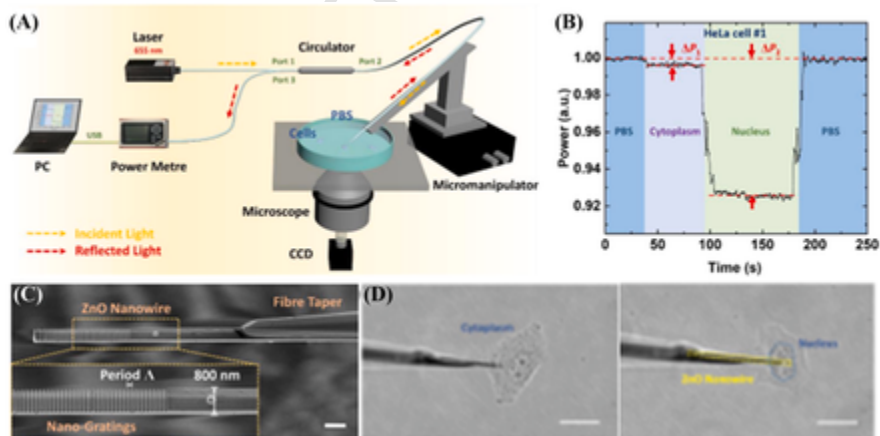 (A)
Laser
655 nm
Circulator
Port 1
Port 2
Port 3
PBS
Cells
USB
PC
Power Metre
Micromanipulator
Microscope
CCD
Incident Light
Reflected Light
(B)
HeLa cell #1
ΔP₁
ΔP₂
1.00
0.98
0.96
0.94
0.92
Power (a.u.)
PBS
Cytoplasm
Nucleus
PBS
0
50
100
150
200
250
Time (s)
(C)
ZnO Nanowire
Fibre Taper
Period Λ
800 nm
Nano-Gratings
(D)
Cytoplasm
Nucleus
ZnO Nanowire